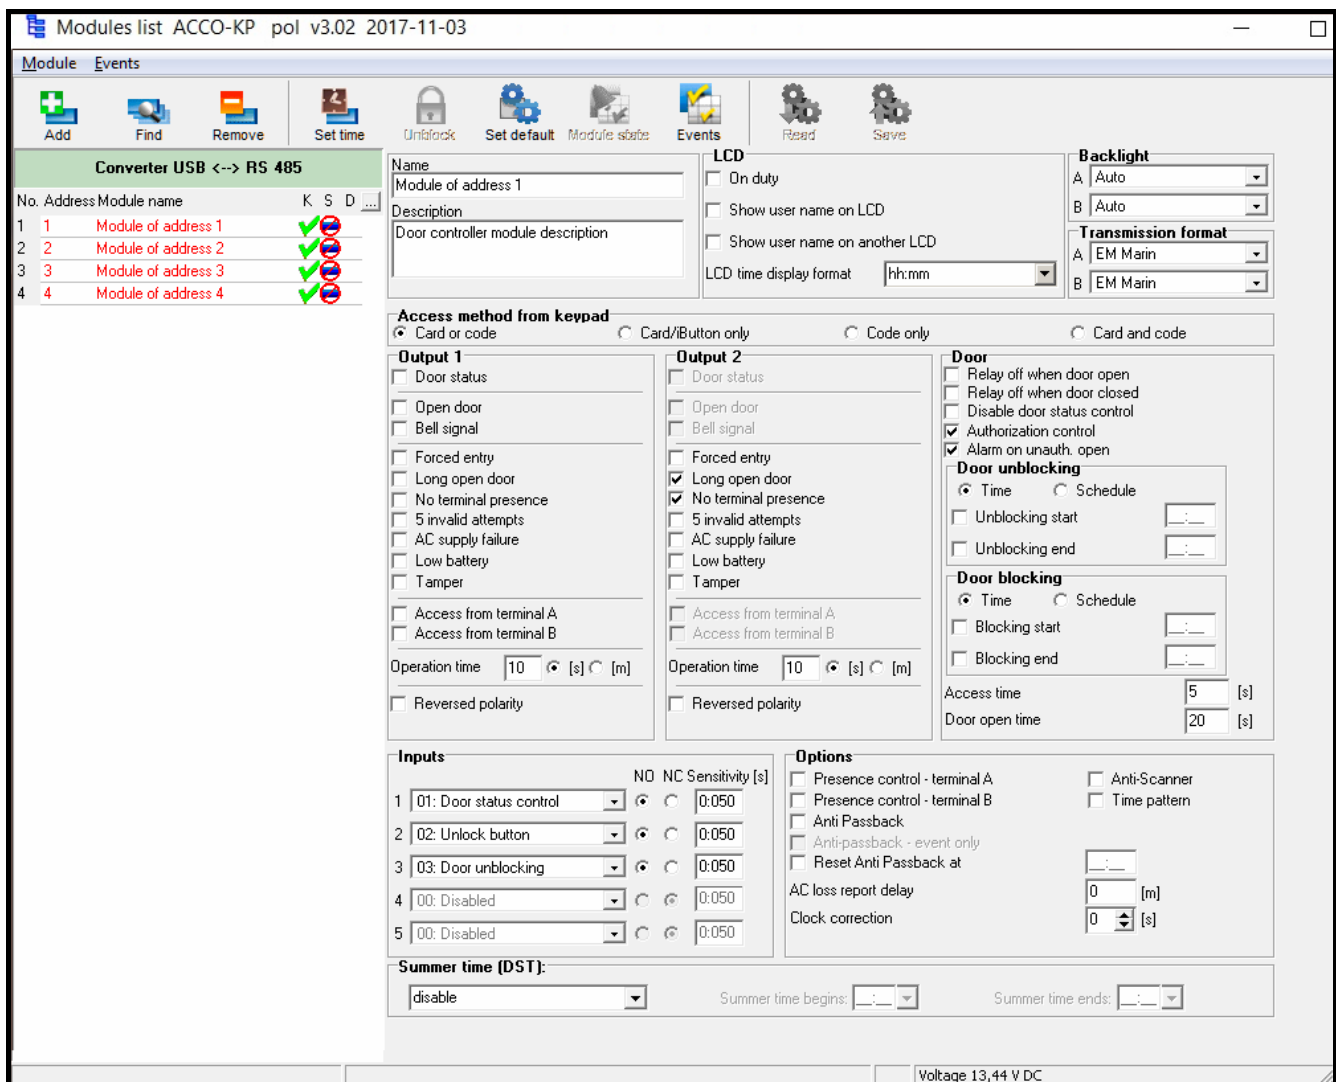 Modules list ACCO-KP pol v3.02 2017-11-03
Module Events
Add Find Remove Set time Unblock Set default Module state Events Read Save
Converter USB <--> RS 485
No. Address Module name K S D ...
1 1 Module of address 1
2 2 Module of address 2
3 3 Module of address 3
4 4 Module of address 4
Name
Module of address 1
Description
Door controller module description
LCD
On duty
Show user name on LCD
Show user name on another LCD
LCD time display format hh:mm
Backlight
A Auto
B Auto
Transmission format
A EM Marin
B EM Marin
Access method from keypad
Card or code Card/iButton only Code only Card and code
Output 1
Door status
Open door
Bell signal
Forced entry
Long open door
No terminal presence
5 invalid attempts
AC supply failure
Low battery
Tamper
Access from terminal A
Access from terminal B
Operation time 10 [s] [m]
Reversed polarity
Output 2
Door status
Open door
Bell signal
Forced entry
Long open door
No terminal presence
5 invalid attempts
AC supply failure
Low battery
Tamper
Access from terminal A
Access from terminal B
Operation time 10 [s] [m]
Reversed polarity
Door
Relay off when door open
Relay off when door closed
Disable door status control
Authorization control
Alarm on unauth. open
Door unblocking
Time Schedule
Unblocking start __:__
Unblocking end __:__
Door blocking
Time Schedule
Blocking start __:__
Blocking end __:__
Access time 5 [s]
Door open time 20 [s]
Inputs
NO NC Sensitivity [s]
1 01: Door status control 0:050
2 02: Unlock button 0:050
3 03: Door unblocking 0:050
4 00: Disabled 0:050
5 00: Disabled 0:050
Options
Presence control - terminal A Anti-Scanner
Presence control - terminal B Time pattern
Anti Passback
Anti-passback - event only
Reset Anti Passback at __:__
AC loss report delay 0 [m]
Clock correction 0 [s]
Summer time (DST):
disable Summer time begins: __:__ Summer time ends: __:__
Voltage 13,44 V DC